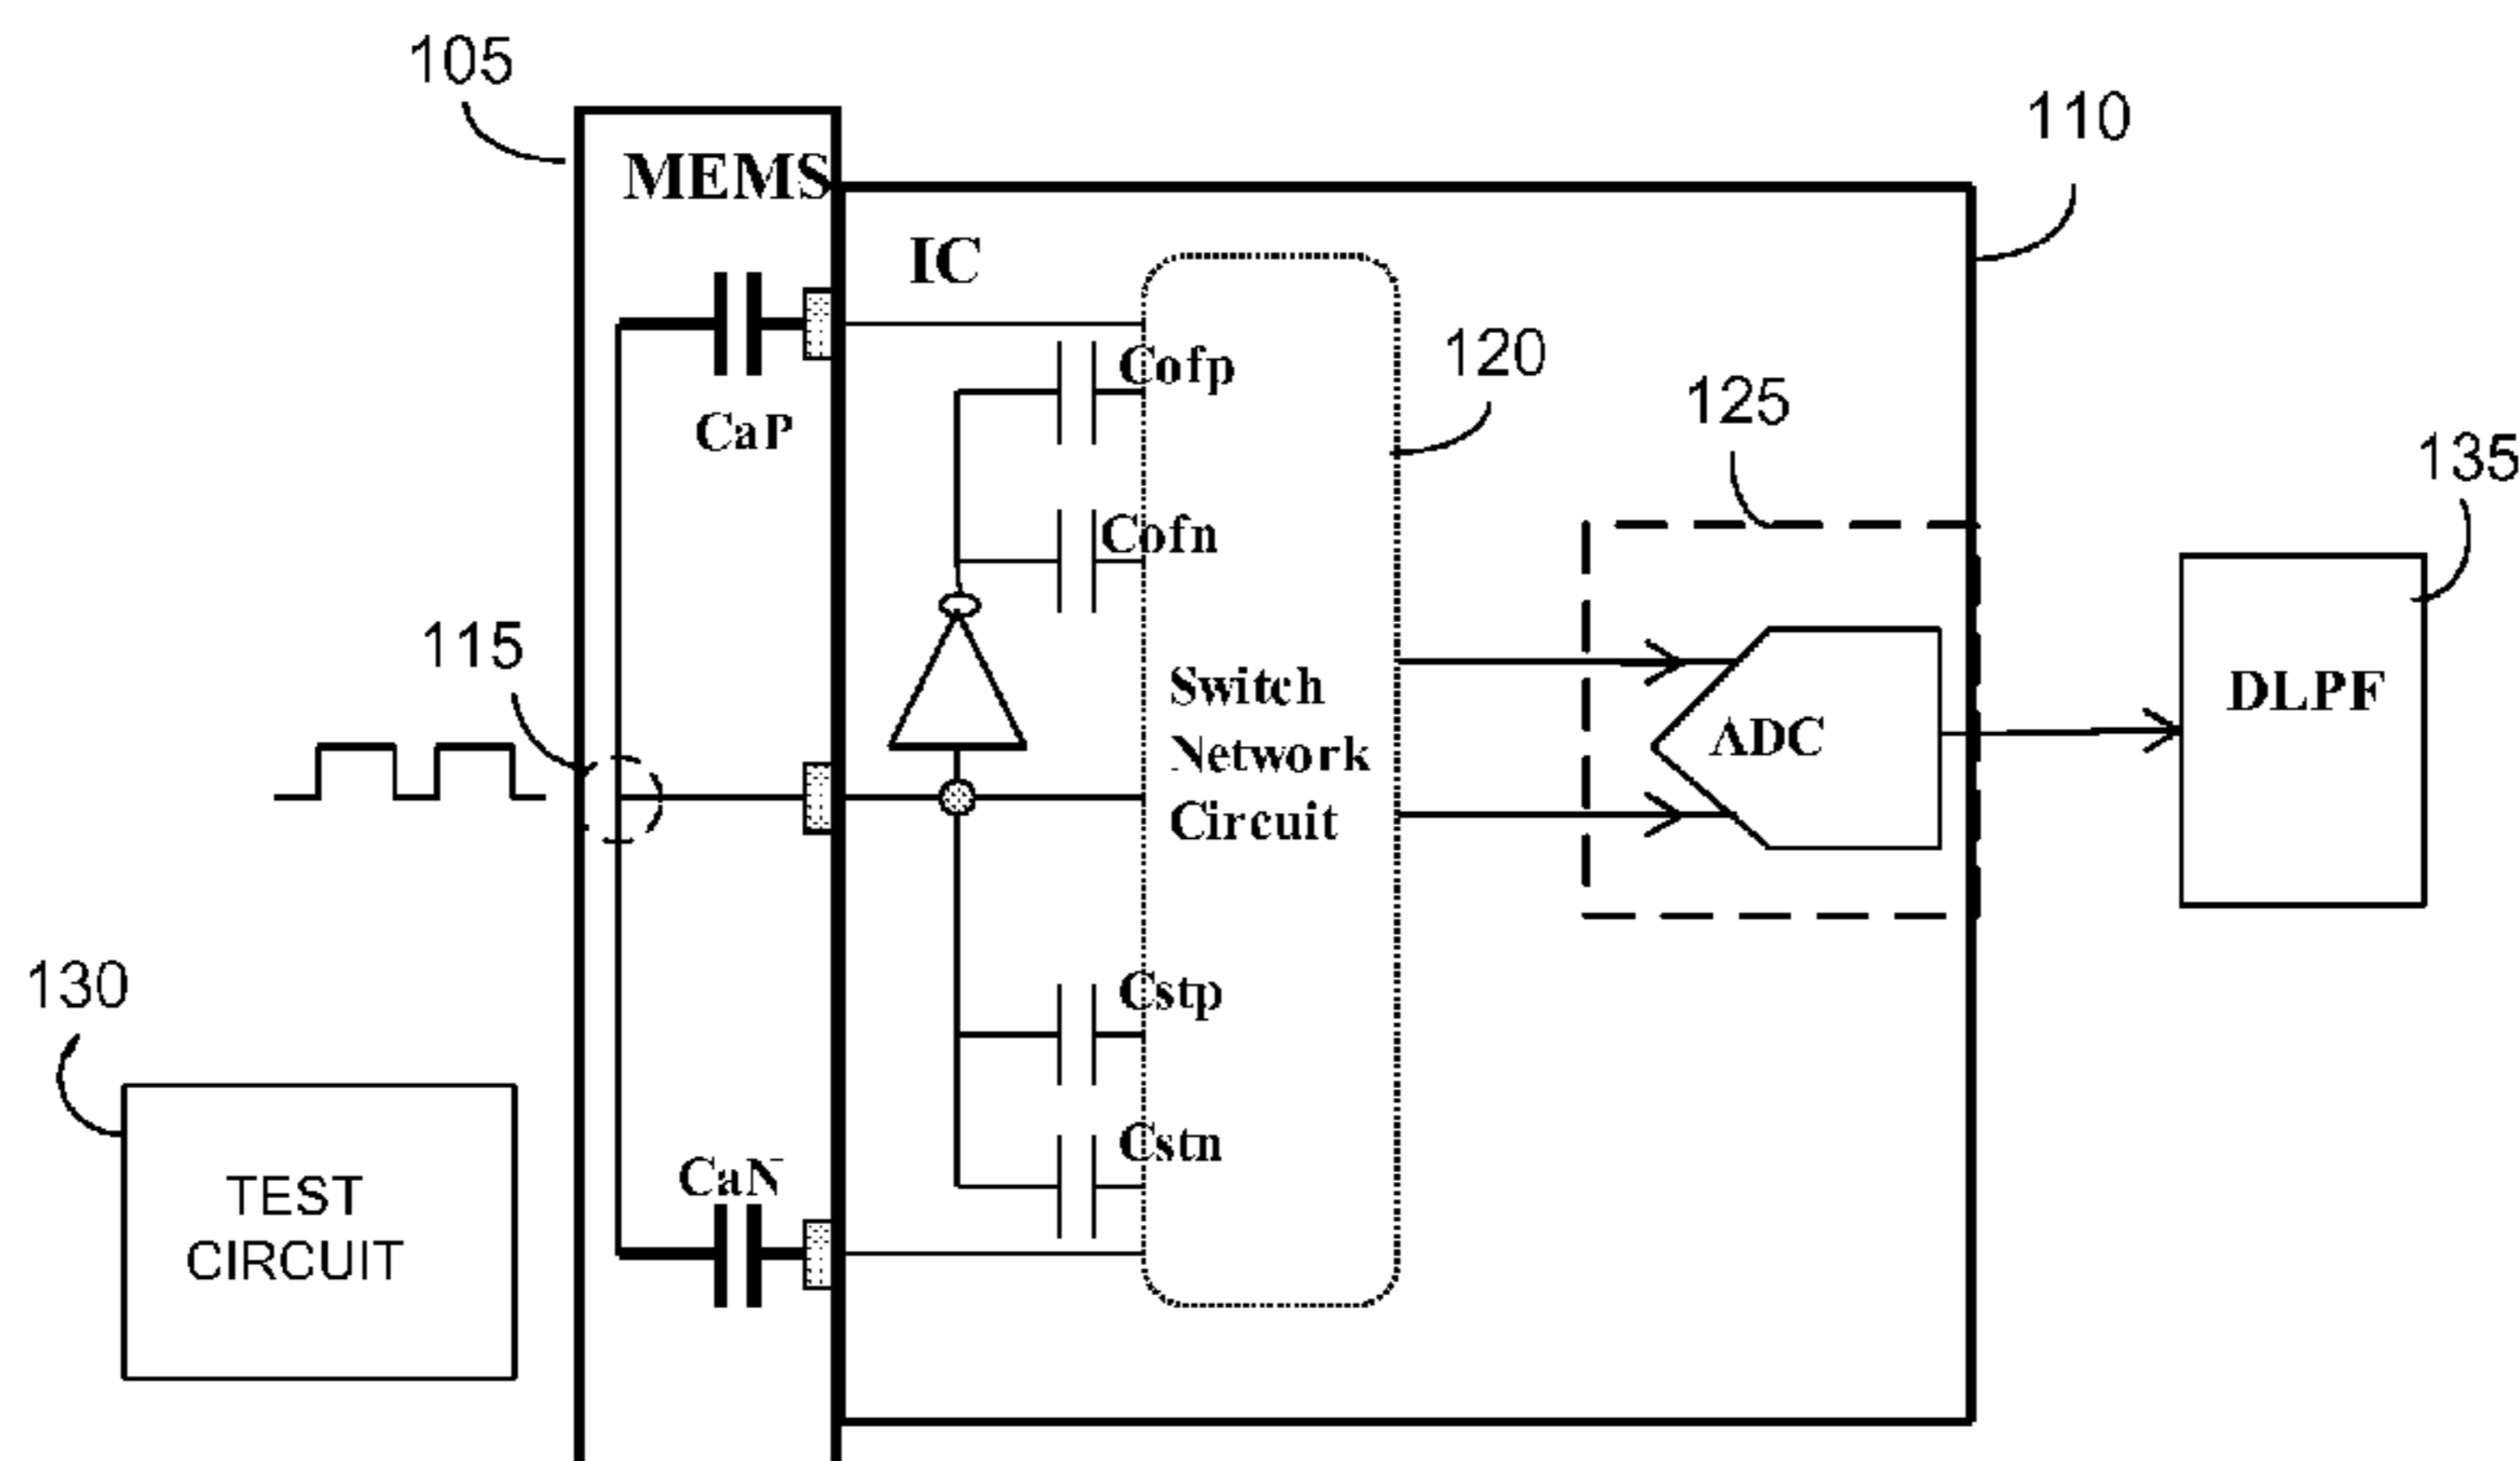 105
110
MEMS
IC
Cofp
120
125
CaP
135
Cofn
115
Switch
Network
Circuit
ADC
DLPF
130
Cstp
Cstn
CaN
TEST
CIRCUIT